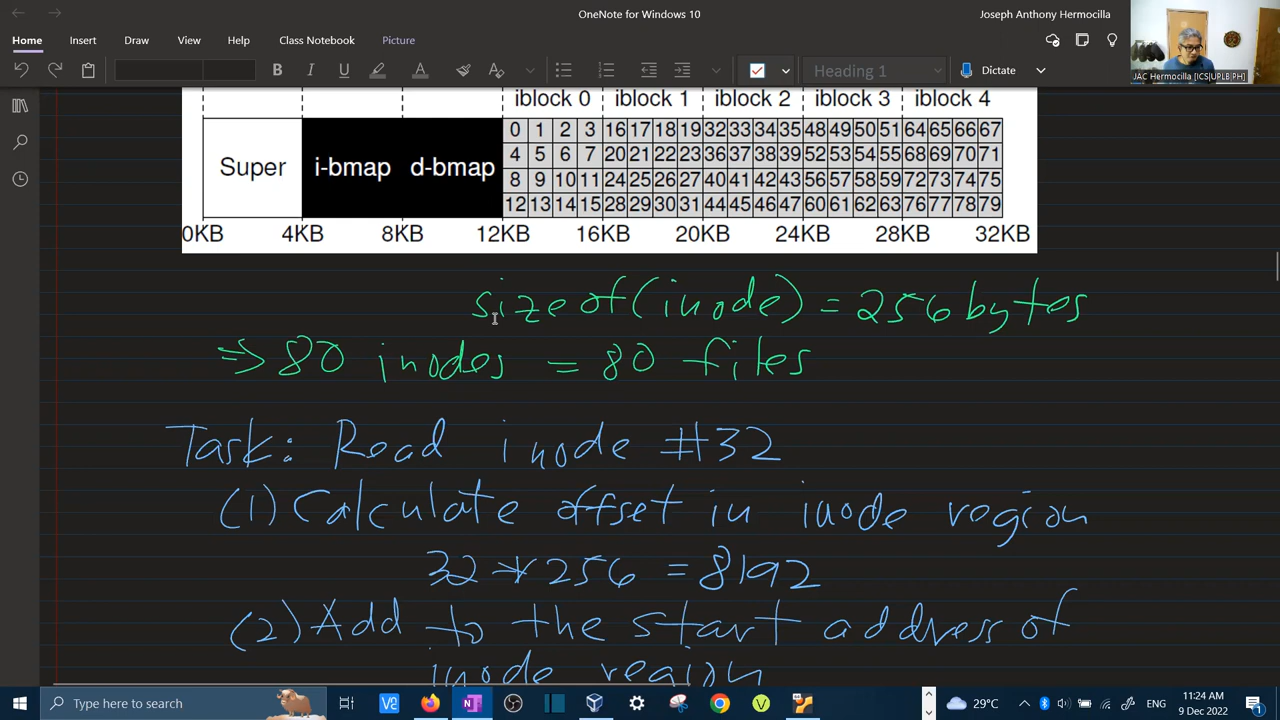 OneNote for Windows 10
Joseph Anthony Hermocilla
Home Insert Draw View Help Class Notebook Picture
JAC Hermocilla [ICS|UPLB PH]
B I U A Heading 1 Dictate
iblock 0 iblock 1 iblock 2 iblock 3 iblock 4
0 1 2 3 16 17 18 19 32 33 34 35 48 49 50 51 64 65 66 67
Super i-bmap d-bmap 4 5 6 7 20 21 22 23 36 37 38 39 52 53 54 55 68 69 70 71
8 9 10 11 24 25 26 27 40 41 42 43 56 57 58 59 72 73 74 75
12 13 14 15 28 29 30 31 44 45 46 47 60 61 62 63 76 77 78 79
0KB 4KB 8KB 12KB 16KB 20KB 24KB 28KB 32KB
sizeof(inode) = 256 bytes
=> 80 inodes = 80 files
Task: Read inode #32
(1) Calculate offset in inode region
32 * 256 = 8192
(2) Add to the start address of
inode region
Type here to search
29°C ENG 11:24 AM
9 Dec 2022